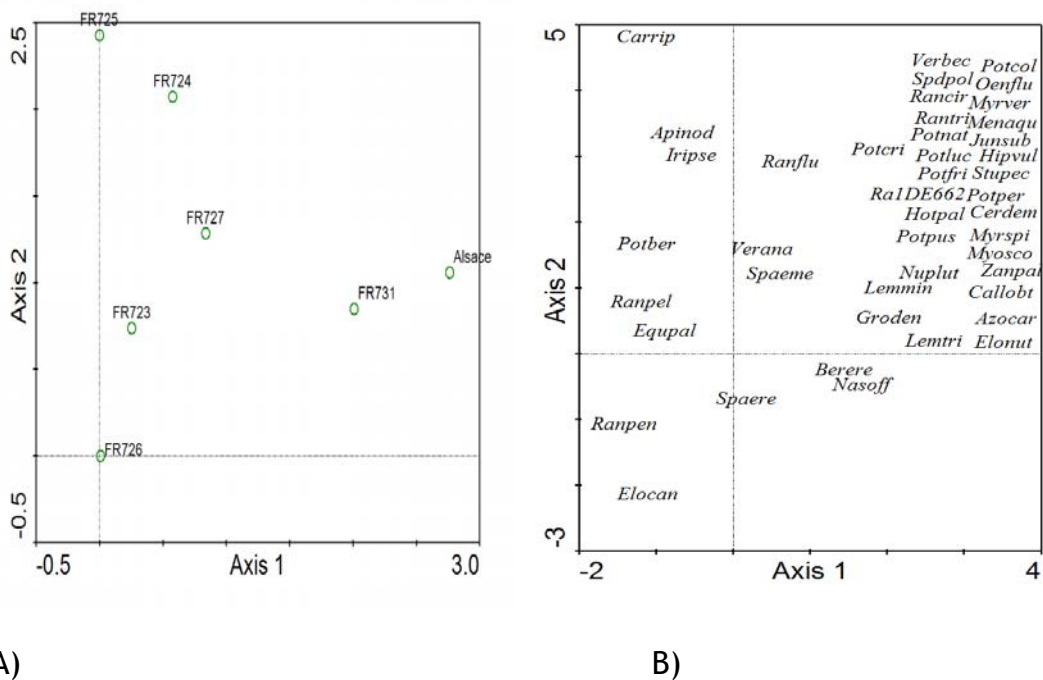 FR725
2.5
FR724
FR727
Alsace
FR731
FR723
FR726
Axis 2
-0.5
-0.5 Axis 1 3.0
5
Carrip
Verbec Potcol
Spdpol Oenflu
Rancir Myrver
Rantri Menaqu
Apinod Potnat Junsub
Iripse Ranflu Potcri Potluc Hipvul
Potfri Stupec
Ra1DE662 Potper
Hotpal Cerdem
Potber Verana Potpus Myrspi
Myosco
Spaeme Nuplut Zanpal
Ranpel Lemmin Callobt
Equpal Groden Azocar
Lemtri Elonut
Berere
Nasoff
Spaere
Ranpen
Elocan
Axis 2
-3
-2 Axis 1 4
A) B)